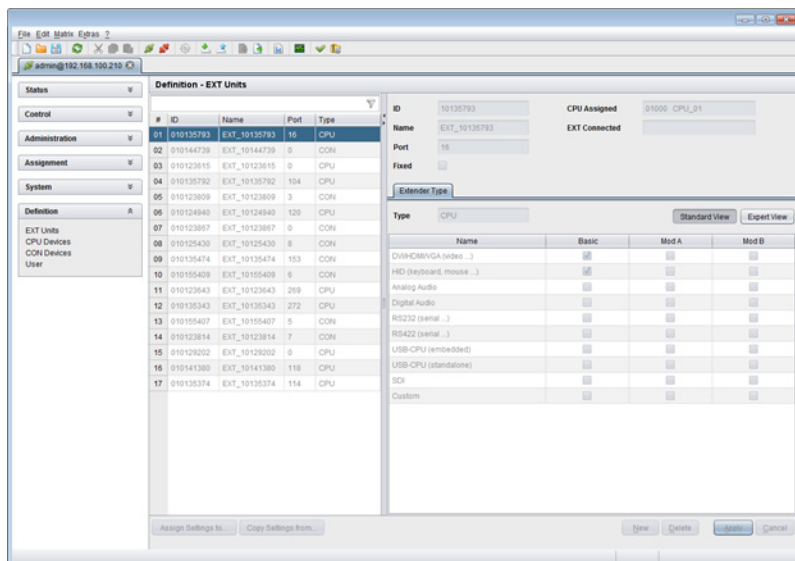 File Edit Matrix Extras ?
admin@192.168.100.210
Status
Control
Administration
Assignment
System
Definition
EXT Units
CPU Devices
CON Devices
User
Definition - EXT Units
# ID Name Port Type
01 010135793 EXT_10135793 16 CPU
02 010144739 EXT_10144739 0 CON
03 010123615 EXT_10123615 0 CPU
04 010135792 EXT_10135792 104 CPU
05 010123809 EXT_10123809 3 CON
06 010124940 EXT_10124940 120 CPU
07 010123867 EXT_10123867 0 CON
08 010125430 EXT_10125430 8 CON
09 010135474 EXT_10135474 153 CPU
10 010155409 EXT_10155409 6 CON
11 010123643 EXT_10123643 269 CPU
12 010135343 EXT_10135343 272 CPU
13 010155407 EXT_10155407 5 CON
14 010123814 EXT_10123814 7 CON
15 010129202 EXT_10129202 0 CPU
16 010141380 EXT_10141380 118 CPU
17 010135374 EXT_10135374 114 CPU
ID 10135793 CPU Assigned 01000 CPU_01
Name EXT_10135793 EXT Connected
Port 16
Fixed
Extender Type
Type CPU Standard View Expert View
Name Basic Mod A Mod B
DVI/HDMI/VGA (video ...)
HID (keyboard, mouse ...)
Analog Audio
Digital Audio
RS232 (serial ...)
RS422 (serial ...)
USB-CPU (embedded)
USB-CPU (standalone)
SDI
Custom
Assign Settings to... Copy Settings from... New Delete Apply Cancel